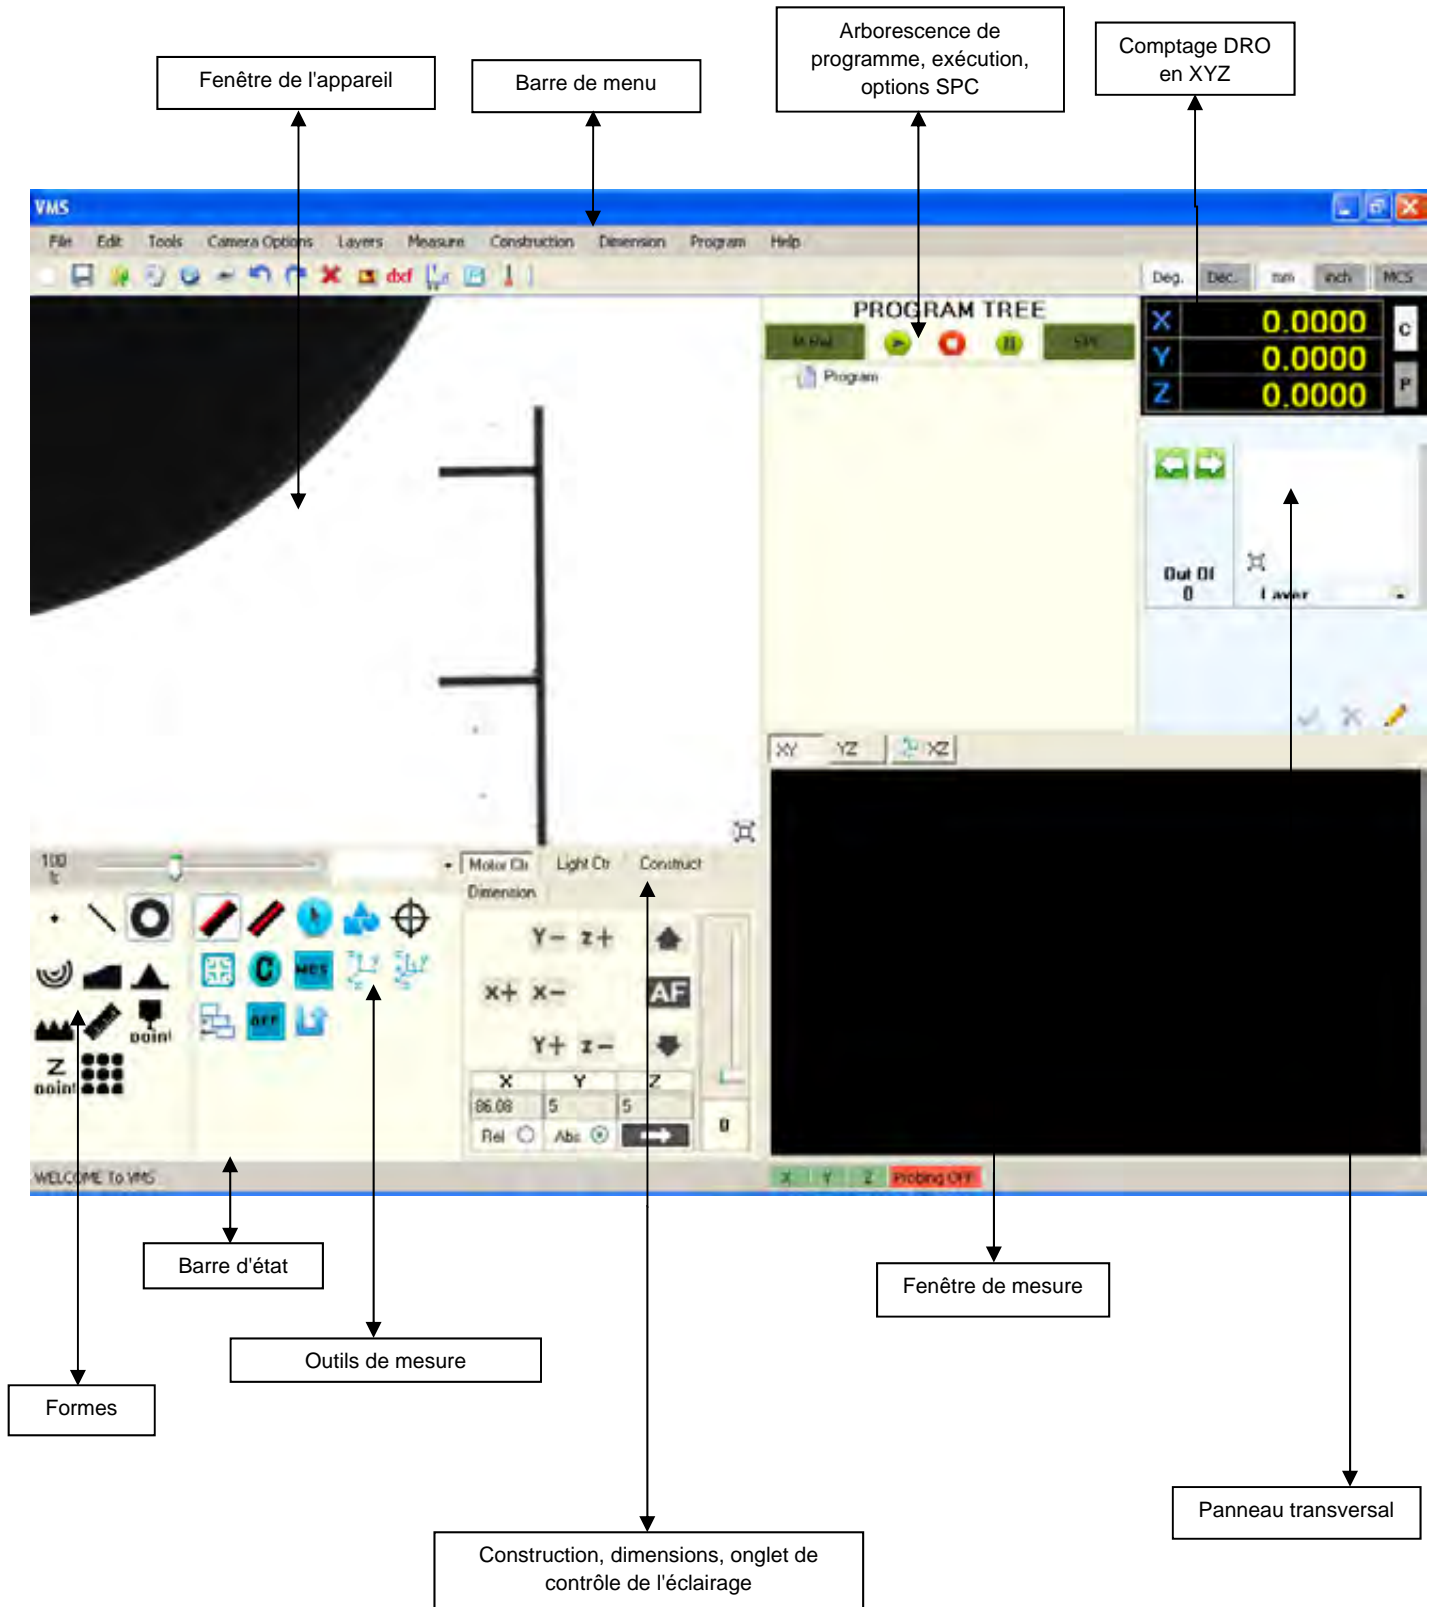 Arborescence de
programme, exécution,
options SPC
Comptage DRO
en XYZ
Fenêtre de l'appareil
Barre de menu
VMS
File Edit Tools Camera Options Layers Measure Construction Dimension Program Help
dxf
Deg. Dec. mm inch MCS
PROGRAM TREE
SPC
Program
X 0.0000 C
Y 0.0000
Z 0.0000 P
Out Of
0
Layer
XY YZ XZ
100
Motor Ctr Light Ctr Construct
Dimension
Y- z+
X+ X- AF
Y+ z-
C MCS
point
OFF
Z
point
X Y Z
86.08 5 5
Rel Abs
0
WELCOME To VMS
X Y Z Probing OFF
Barre d'état
Fenêtre de mesure
Outils de mesure
Formes
Panneau transversal
Construction, dimensions, onglet de
contrôle de l'éclairage